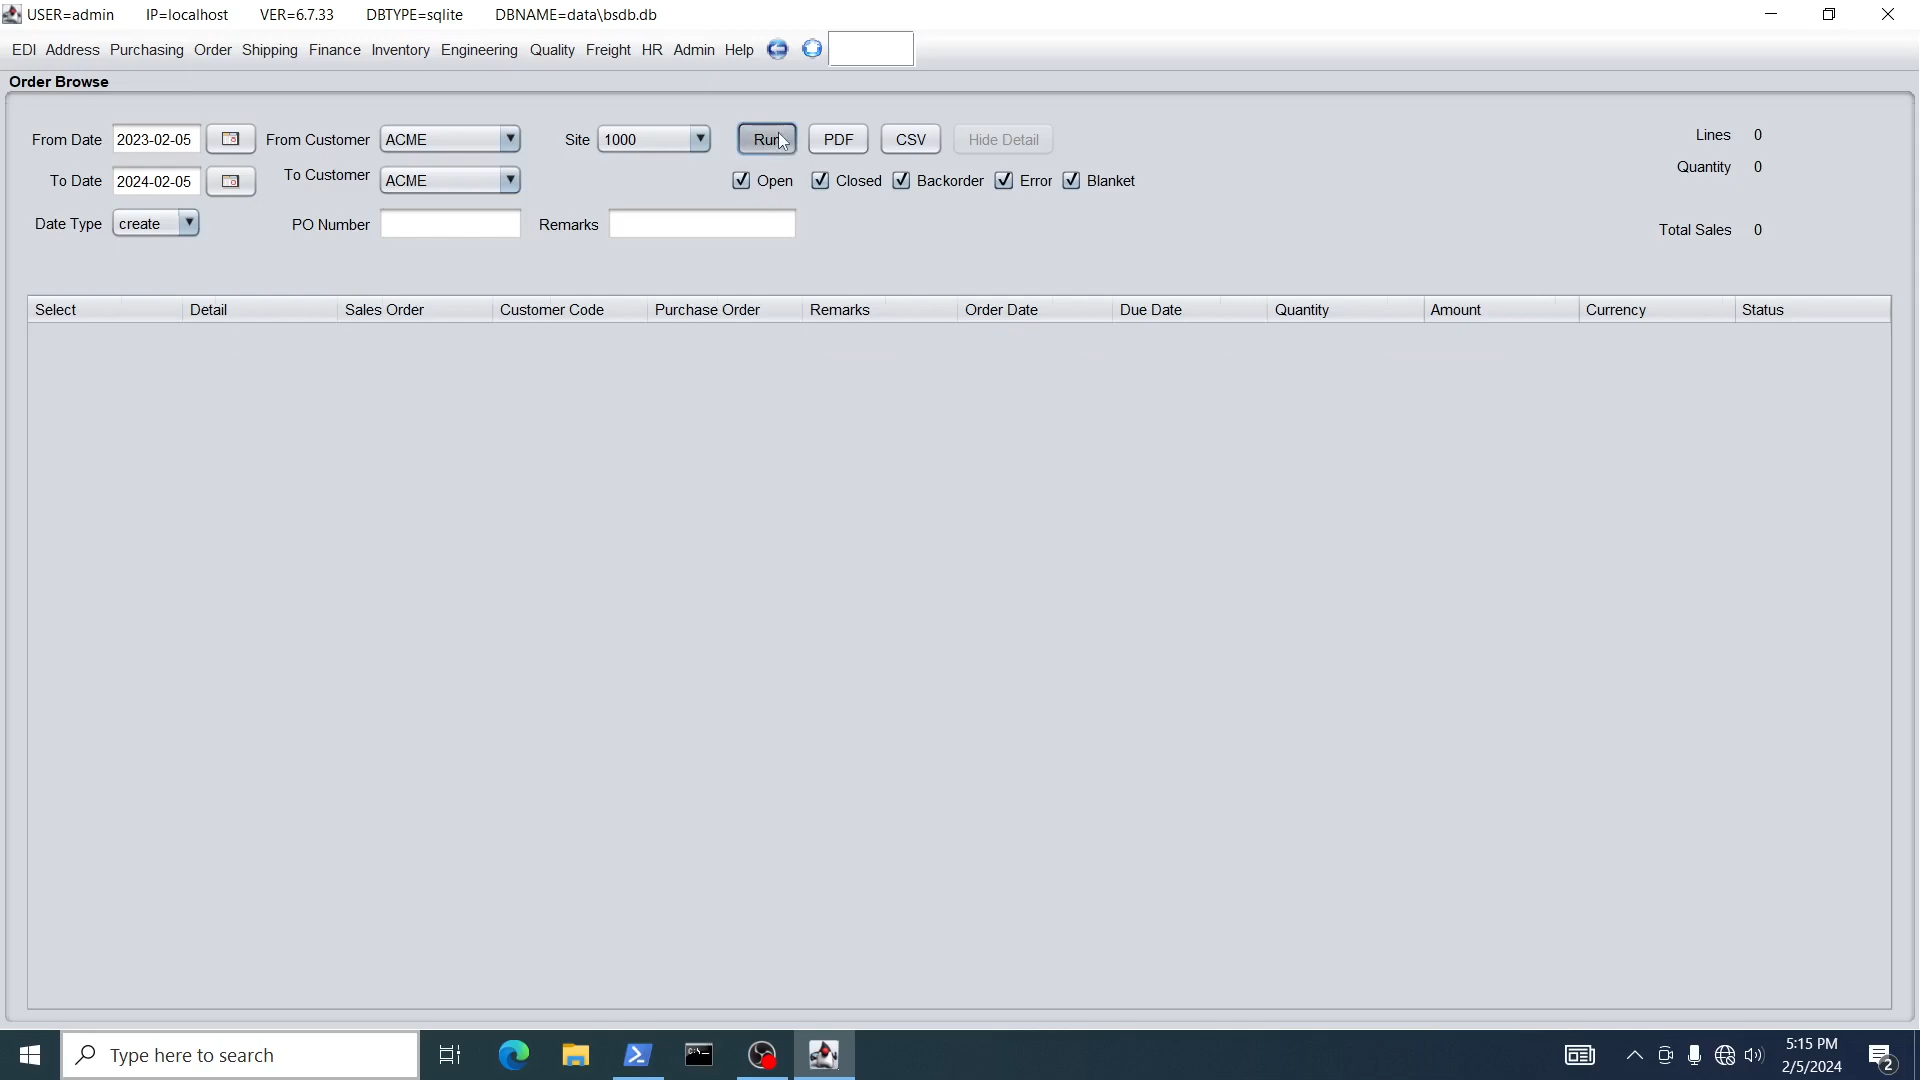 USER=admin IP=localhost VER=6.7.33 DBTYPE=sqlite DBNAME=data\bsdb.db
EDI Address Purchasing Order Shipping Finance Inventory Engineering Quality Freight HR Admin Help
Order Browse
From Date 2023-02-05 From Customer ACME Site 1000 Run PDF CSV Hide Detail Lines 0
To Date 2024-02-05 To Customer ACME Open Closed Backorder Error Blanket Quantity 0
Date Type create PO Number Remarks Total Sales 0
Select Detail Sales Order Customer Code Purchase Order Remarks Order Date Due Date Quantity Amount Currency Status
Type here to search
5:15 PM
2/5/2024
2